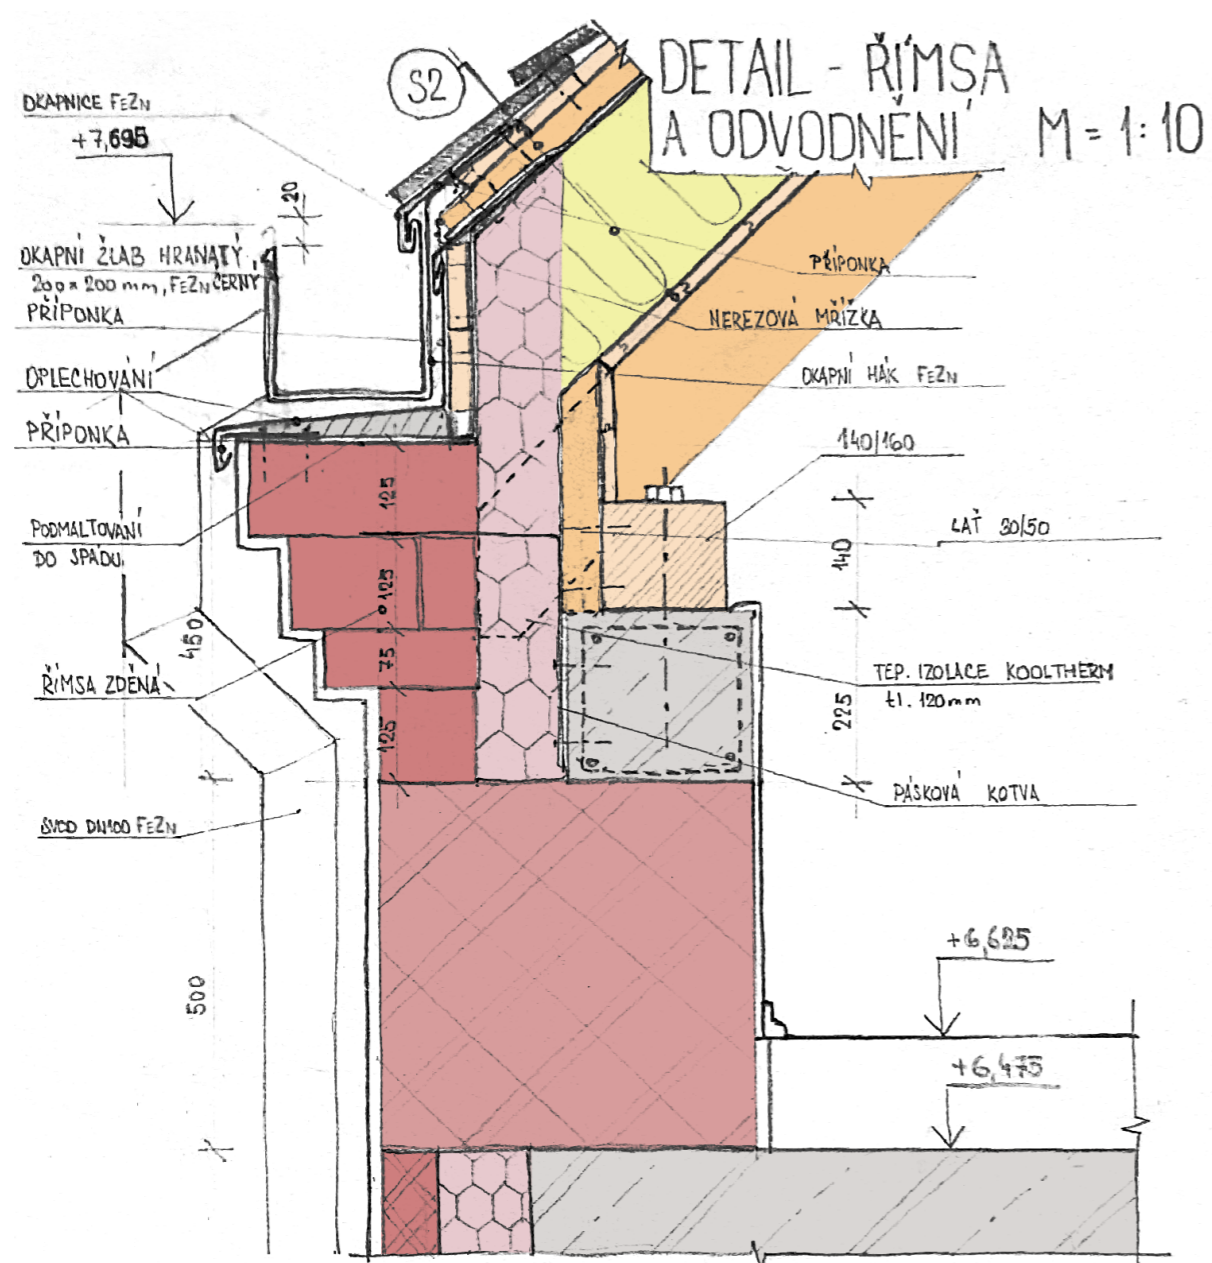 DETAIL - ŘÍMSA
A ODVODNĚNÍ M = 1:10
S2
OKAPNICE FeZn
+7,695
20
OKAPNÍ ŽLAB HRANATÝ
200 x 200 mm, FeZn ČERNÝ
PŘÍPONKA
OPLECHOVÁNÍ
PŘÍPONKA
PODMALTOVÁNÍ
DO SPÁDU
ŘÍMSA ZDĚNÁ
SVOD DN100 FeZn
450
500
125
125
75
125
PŘÍPONKA
NEREZOVÁ MŘÍŽKA
OKAPNÍ HÁK FeZn
140/160
LAŤ 30/50
140
TEP. IZOLACE KOOLTHERM
tl. 120mm
225
PÁSKOVÁ KOTVA
+6,625
+6,475